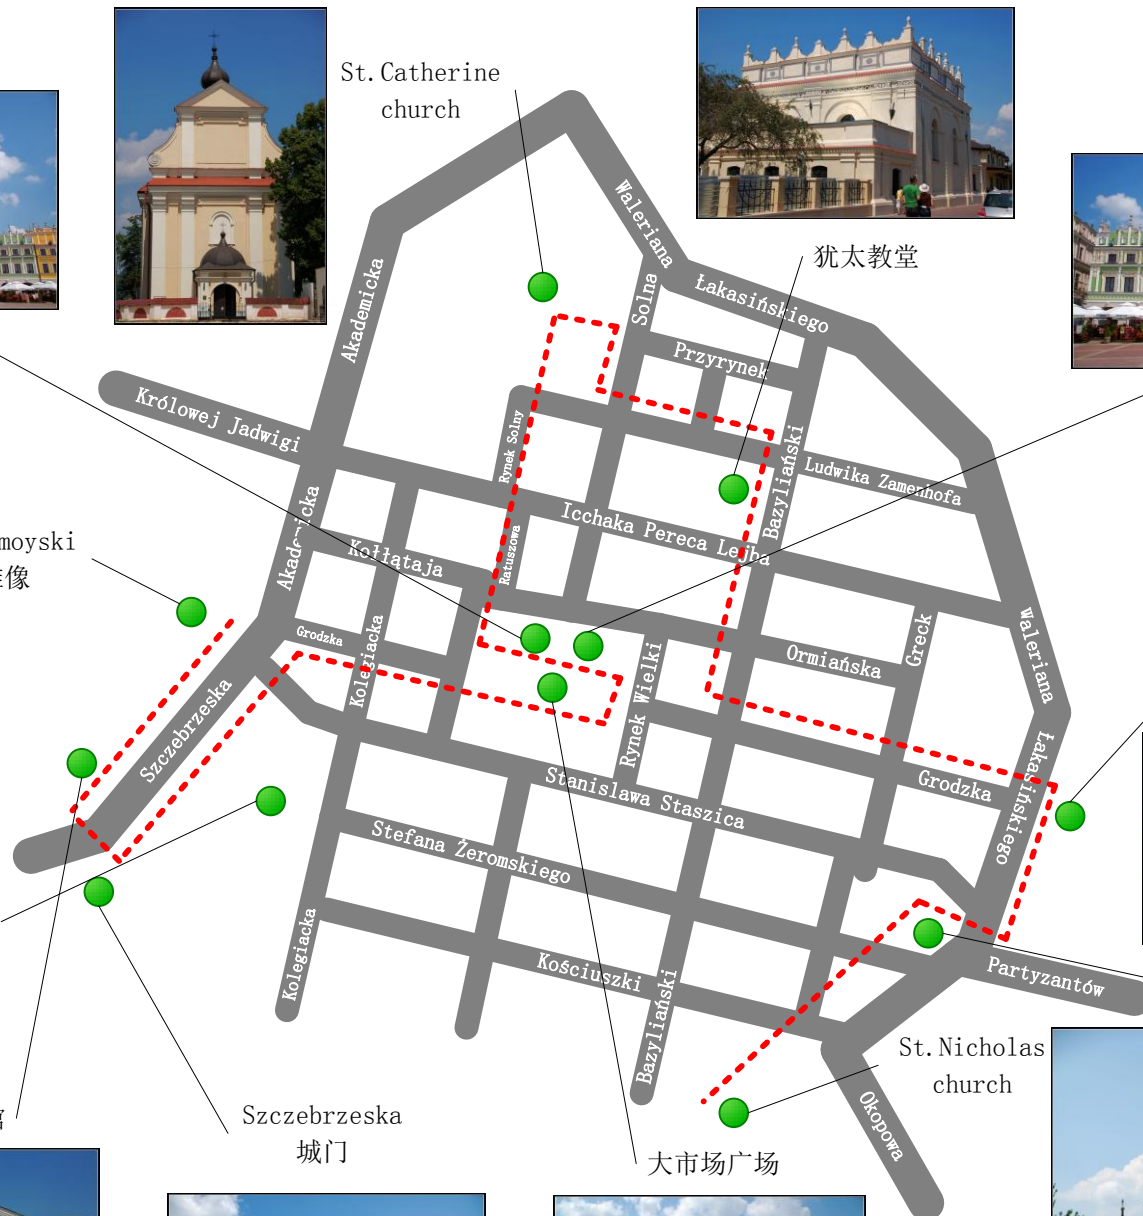 St.Catherine
church
犹太教堂
Waleriana
Łakasińskiego
Solna
Akademicka
Przyrynek
Królowej Jadwigi
Rynek Solny
Bazyliański
Ludwika Zamenhofa
Icchaka Pereca Lejba
Ratuszowa
Kołłątaja
moyski
像
Grodzka
Kolegiacka
Ormiańska
Greck
Rynek Wielki
Waleriana
Łakasińskiego
Szczebrzeska
Stanislawa Staszica
Grodzka
Stefana Żeromskiego
Kolegiacka
Kościuszki
Bazyliański
Partyzantów
St.Nicholas
church
Okopowa
Szczebrzeska
城门
大市场广场